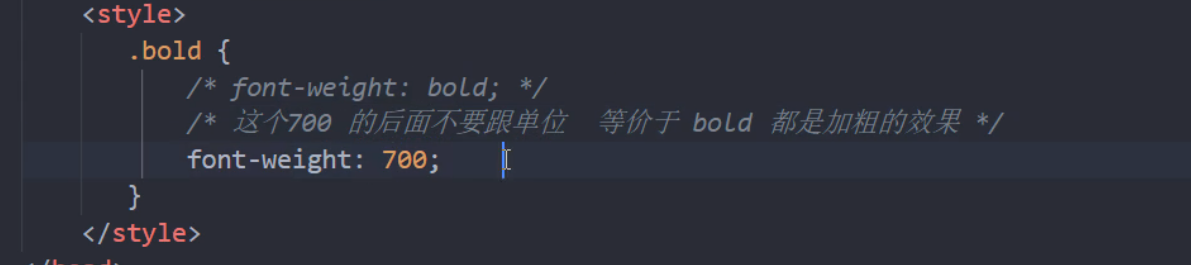 <style>
.bold {
/* font-weight: bold; */
/* 这个700 的后面不要跟单位 等价于 bold 都是加粗的效果 */
font-weight: 700;
}
</style>
</head>